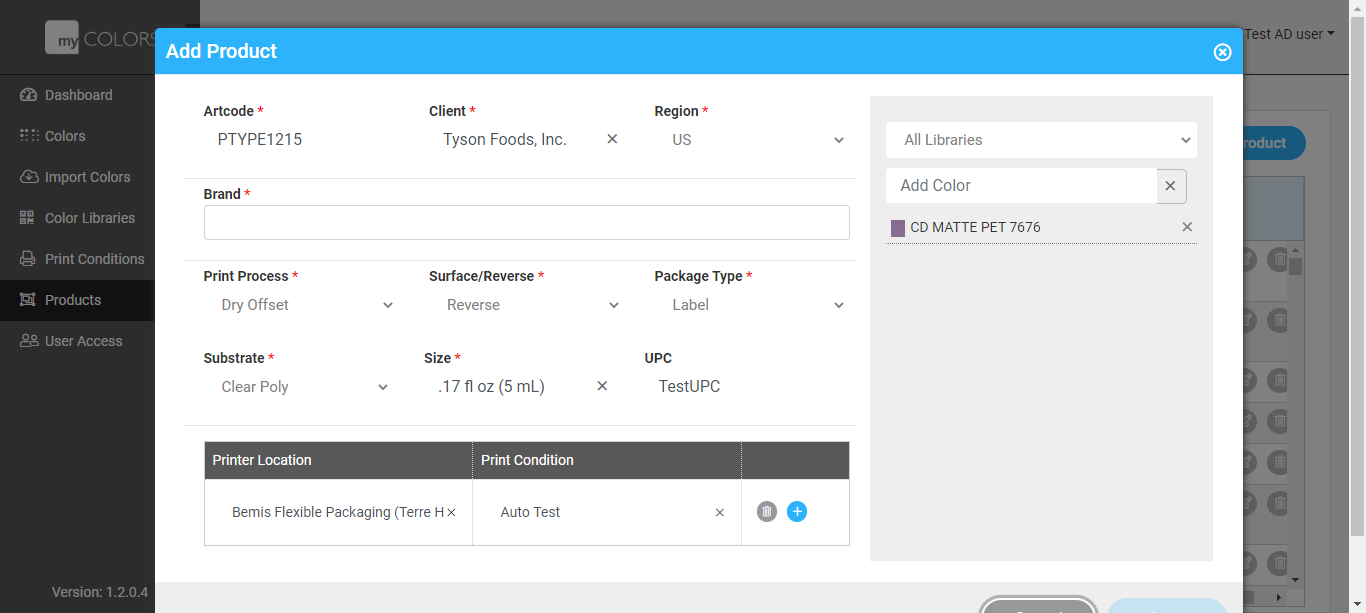 my COLORS
Test AD user
Add Product
Dashboard
Colors
Import Colors
Color Libraries
Print Conditions
Products
User Access
Version: 1.2.0.4
Artcode *
Client *
Region *
PTYPE1215
Tyson Foods, Inc.
US
Brand *
Print Process *
Surface/Reverse *
Package Type *
Dry Offset
Reverse
Label
Substrate *
Size *
UPC
Clear Poly
.17 fl oz (5 mL)
TestUPC
Printer Location
Print Condition
Bemis Flexible Packaging (Terre H
Auto Test
All Libraries
Add Color
CD MATTE PET 7676
roduct